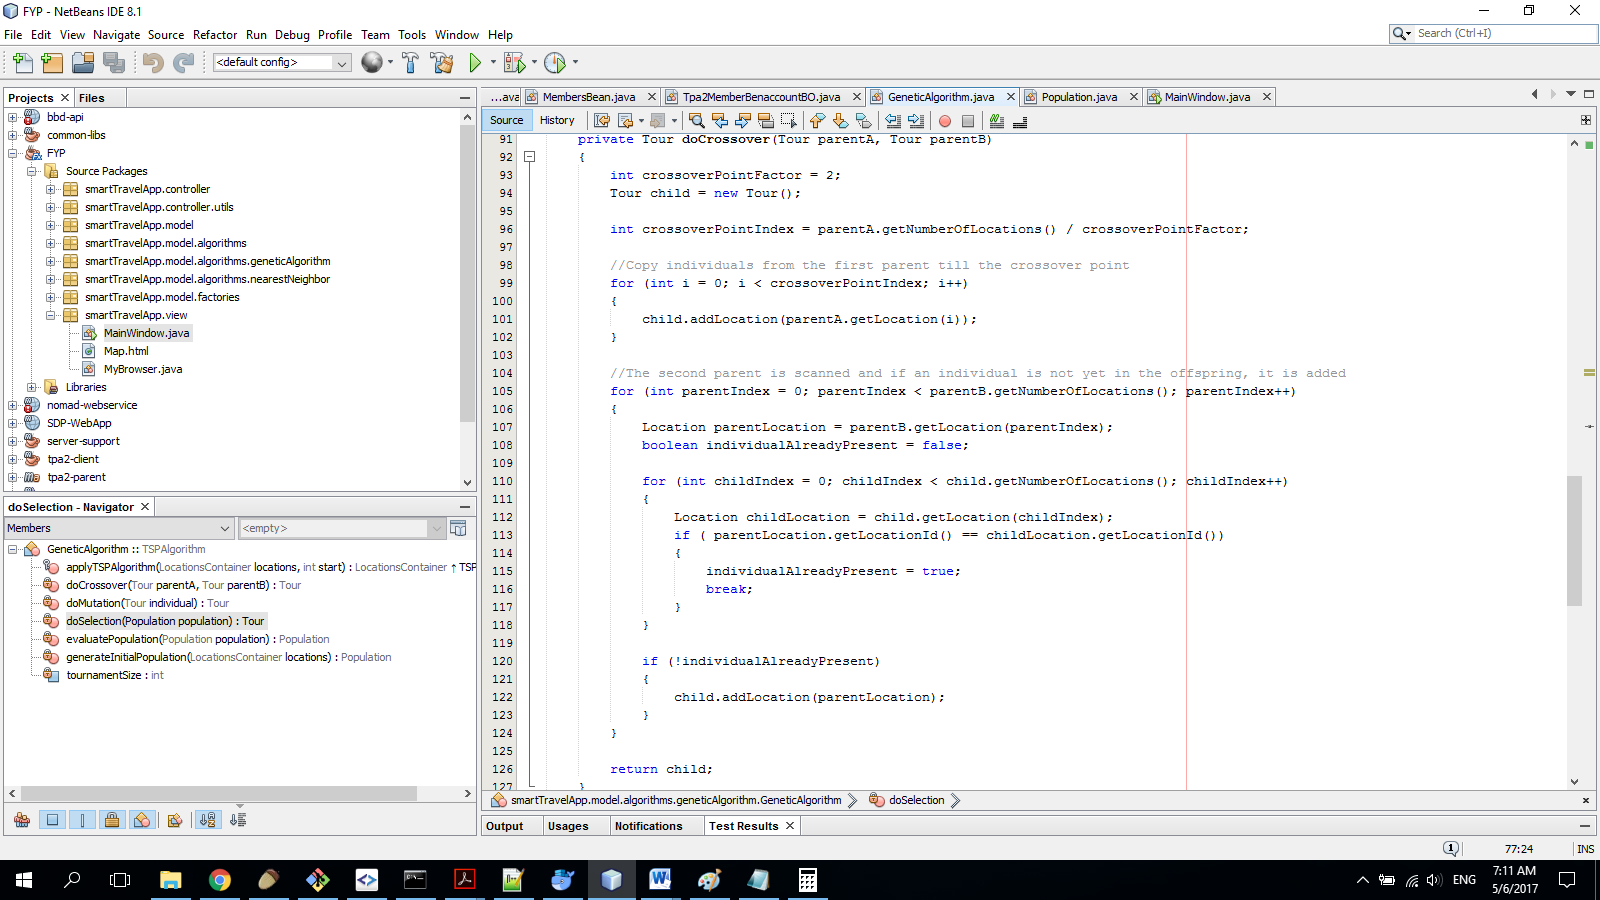 FYP - NetBeans IDE 8.1
File Edit View Navigate Source Refactor Run Debug Profile Team Tools Window Help
Search (Ctrl+I)
<default config>
Projects
Files
bbd-api
common-libs
FYP
Source Packages
smartTravelApp.controller
smartTravelApp.controller.utils
smartTravelApp.model
smartTravelApp.model.algorithms
smartTravelApp.model.algorithms.geneticAlgorithm
smartTravelApp.model.algorithms.nearestNeighbor
smartTravelApp.model.factories
smartTravelApp.view
MainWindow.java
Map.html
MyBrowser.java
Libraries
nomad-webservice
SDP-WebApp
server-support
tpa2-client
tpa2-parent
doSelection - Navigator
Members
<empty>
GeneticAlgorithm :: TSPAlgorithm
applyTSPAlgorithm(LocationsContainer locations, int start) : LocationsContainer ↑ TSP
doCrossover(Tour parentA, Tour parentB) : Tour
doMutation(Tour individual) : Tour
doSelection(Population population) : Tour
evaluatePopulation(Population population) : Population
generateInitialPopulation(LocationsContainer locations) : Population
tournamentSize : int
...ava MembersBean.java Tpa2MemberBenaccountBO.java GeneticAlgorithm.java Population.java MainWindow.java
Source History
91 private Tour doCrossover(Tour parentA, Tour parentB)
92 {
93 int crossoverPointFactor = 2;
94 Tour child = new Tour();
95
96 int crossoverPointIndex = parentA.getNumberOfLocations() / crossoverPointFactor;
97
98 //Copy individuals from the first parent till the crossover point
99 for (int i = 0; i < crossoverPointIndex; i++)
100 {
101 child.addLocation(parentA.getLocation(i));
102 }
103
104 //The second parent is scanned and if an individual is not yet in the offspring, it is added
105 for (int parentIndex = 0; parentIndex < parentB.getNumberOfLocations(); parentIndex++)
106 {
107 Location parentLocation = parentB.getLocation(parentIndex);
108 boolean individualAlreadyPresent = false;
109
110 for (int childIndex = 0; childIndex < child.getNumberOfLocations(); childIndex++)
111 {
112 Location childLocation = child.getLocation(childIndex);
113 if ( parentLocation.getLocationId() == childLocation.getLocationId())
114 {
115 individualAlreadyPresent = true;
116 break;
117 }
118 }
119
120 if (!individualAlreadyPresent)
121 {
122 child.addLocation(parentLocation);
123 }
124 }
125
126 return child;
127 }
smartTravelApp.model.algorithms.geneticAlgorithm.GeneticAlgorithm doSelection
Output Usages Notifications Test Results
1 77:24 INS
ENG
7:11 AM
5/6/2017